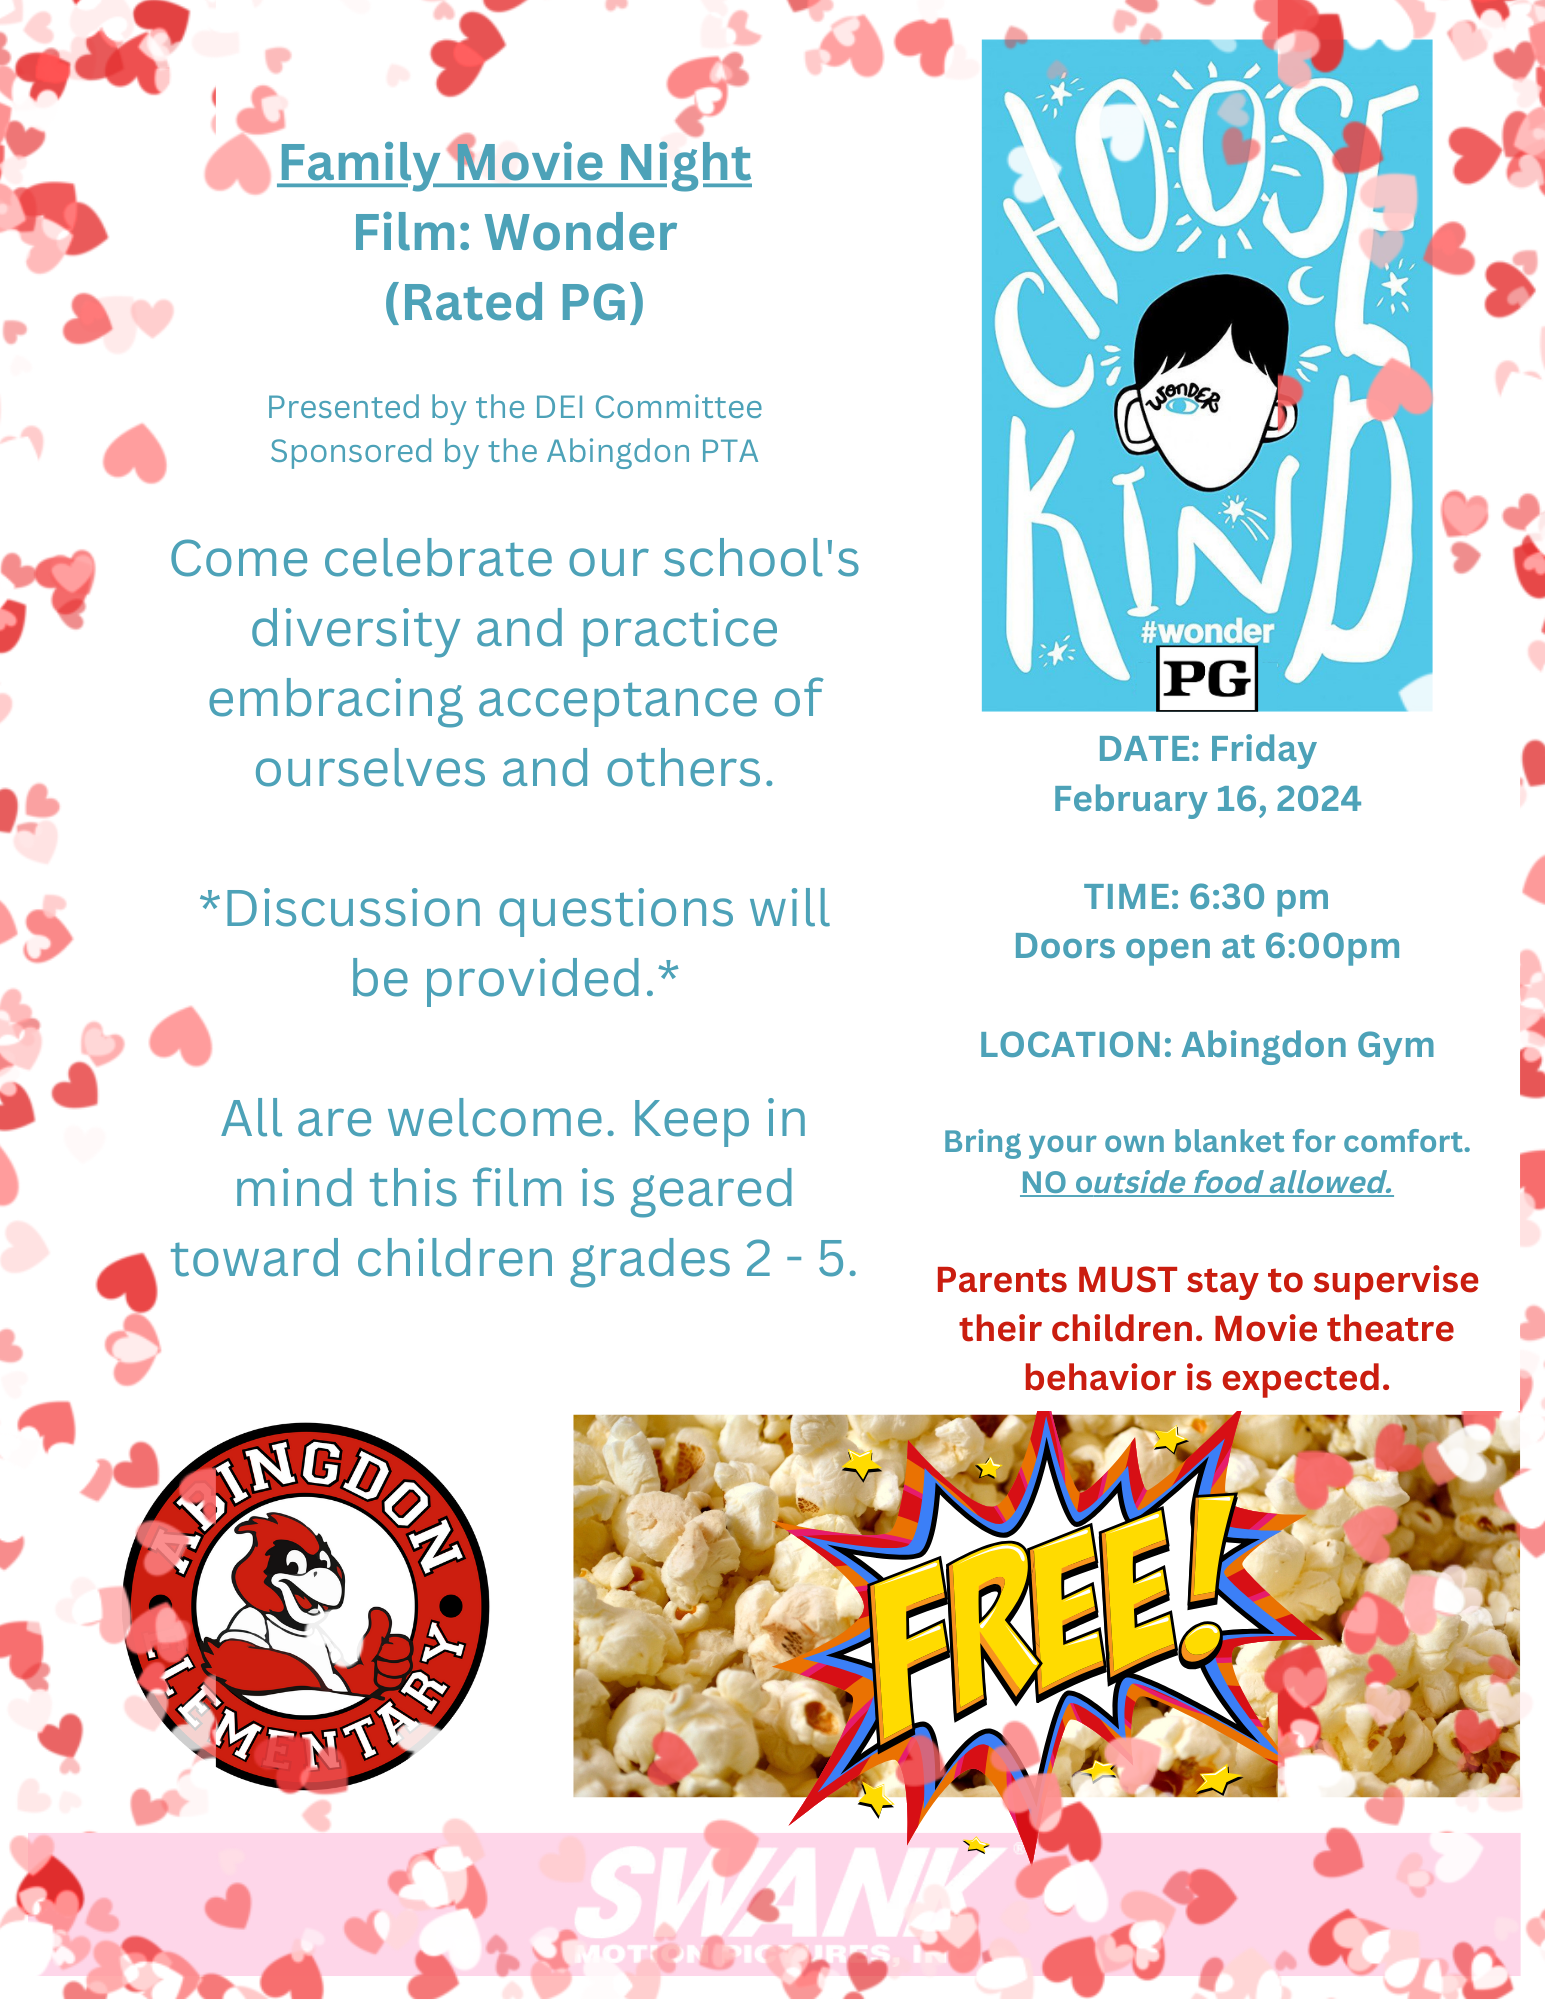 Family Movie Night
Film: Wonder
(Rated PG)
Presented by the DEI Committee
Sponsored by the Abingdon PTA
Come celebrate our school's
diversity and practice
embracing acceptance of
ourselves and others.
*Discussion questions will
be provided.*
All are welcome. Keep in
mind this film is geared
toward children grades 2 - 5.
CHOOSE
WONDER
KIND
#wonder
PG
DATE: Friday
February 16, 2024
TIME: 6:30 pm
Doors open at 6:00pm
LOCATION: Abingdon Gym
Bring your own blanket for comfort.
NO outside food allowed.
Parents MUST stay to supervise
their children. Movie theatre
behavior is expected.
ABINGDON
ELEMENTARY
FREE!
SWANK®
MOTION PICTURES, IN